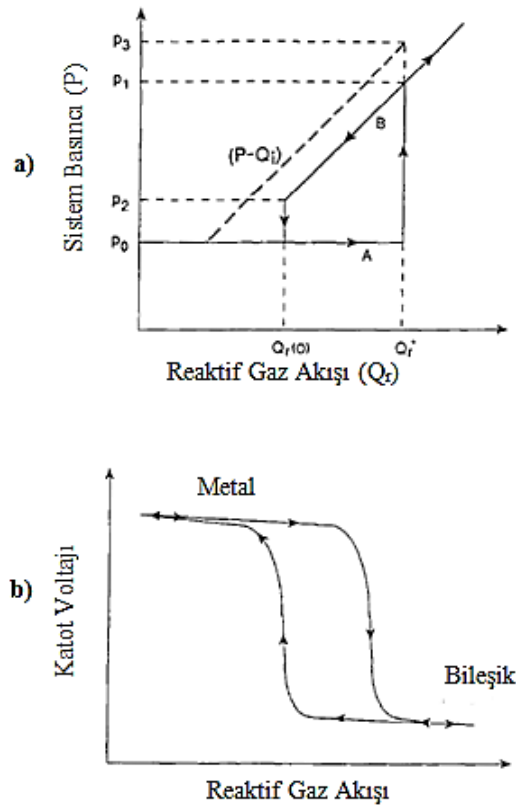 a)
Sistem Basıncı (P)
P3
P1
P2
P0
(P-Qi)
B
A
Qr(0)
Qr*
Reaktif Gaz Akışı (Qr)
b)
Katot Voltajı
Metal
Bileşik
Reaktif Gaz Akışı